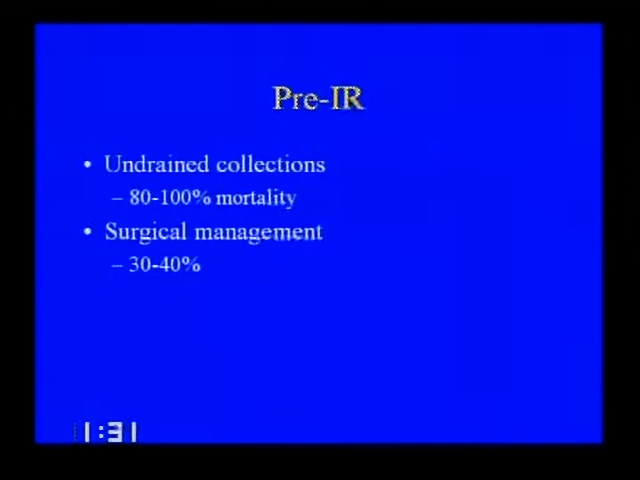 Pre-IR
• Undrained collections
– 80-100% mortality
• Surgical management
– 30-40%
1:31